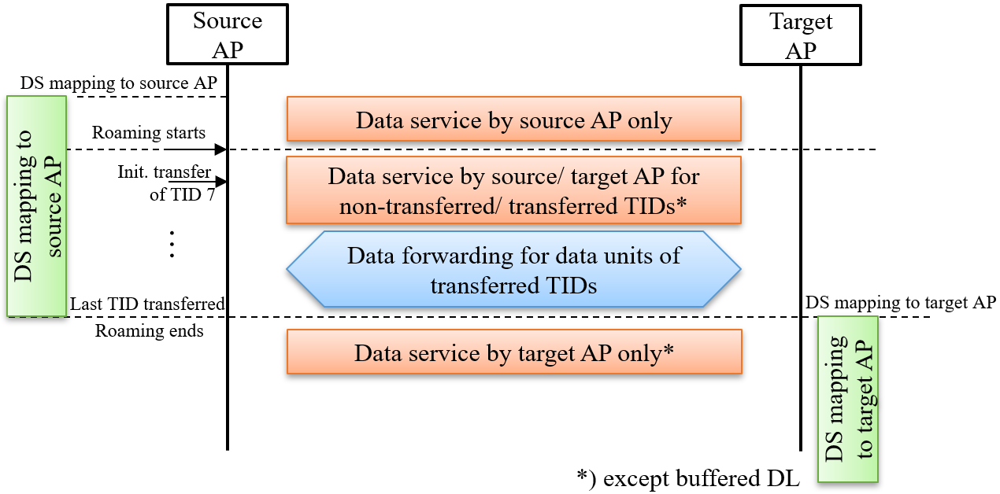 Source
AP
Target
AP
DS mapping to source AP
Data service by source AP only
Roaming starts
DS mapping to
source AP
Init. transfer
of TID 7
Data service by source/ target AP for
non-transferred/ transferred TIDs*
⋮
Data forwarding for data units of
transferred TIDs
Last TID transferred
DS mapping to target AP
Roaming ends
Data service by target AP only*
DS mapping
to target AP
*) except buffered DL